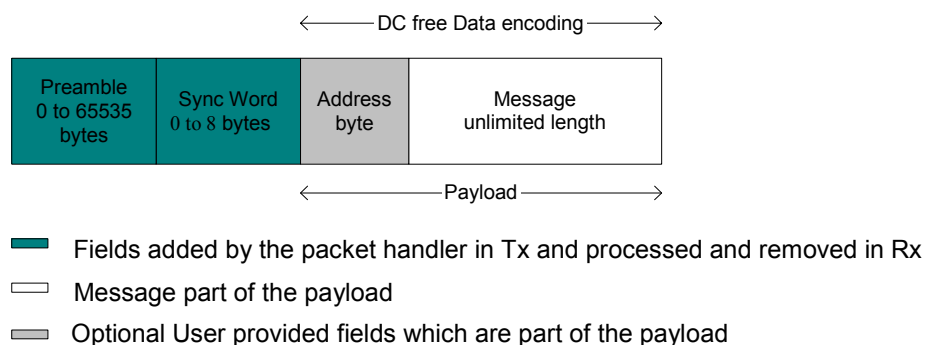 DC free Data encoding
Preamble
0 to 65535
bytes
Sync Word
0 to 8 bytes
Address
byte
Message
unlimited length
Payload
Fields added by the packet handler in Tx and processed and removed in Rx
Message part of the payload
Optional User provided fields which are part of the payload